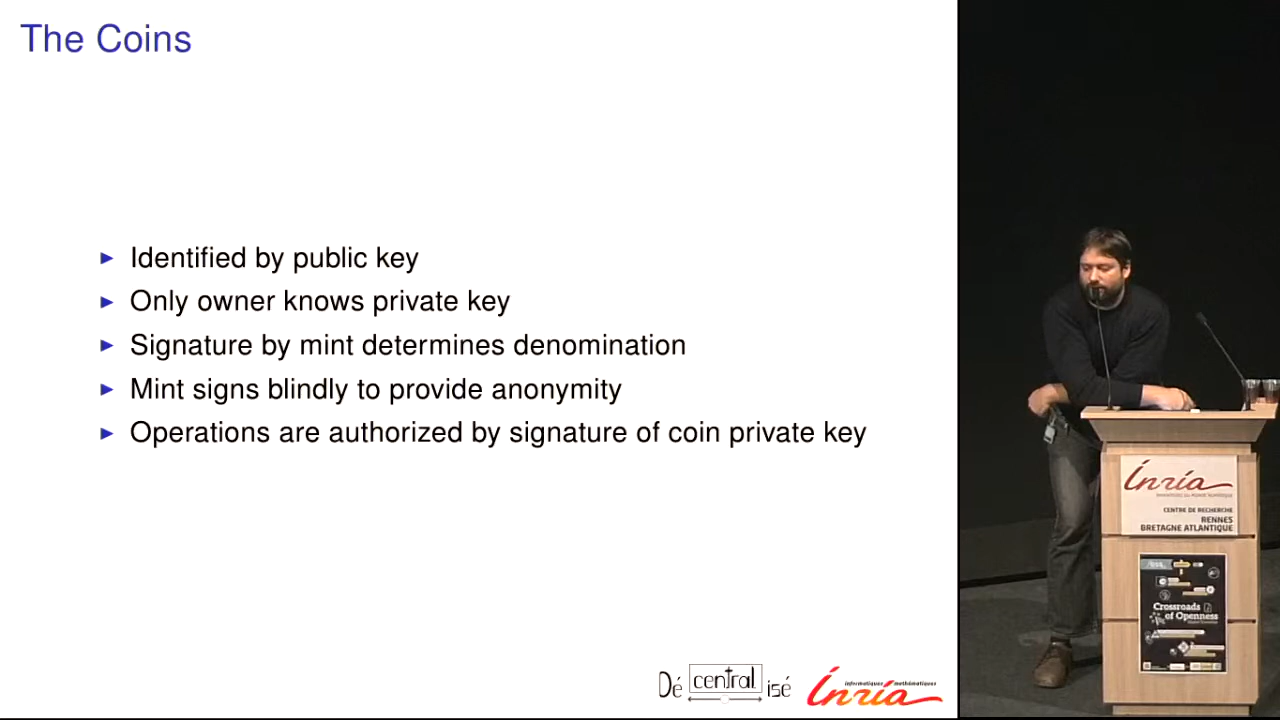 The Coins
Identified by public key
Only owner knows private key
Signature by mint determines denomination
Mint signs blindly to provide anonymity
Operations are authorized by signature of coin private key
Dé central isé
informatiques mathématiques
Inria
Inria
CENTRE DE RECHERCHE
RENNES
BRETAGNE ATLANTIQUE
Crossroads
of Openness